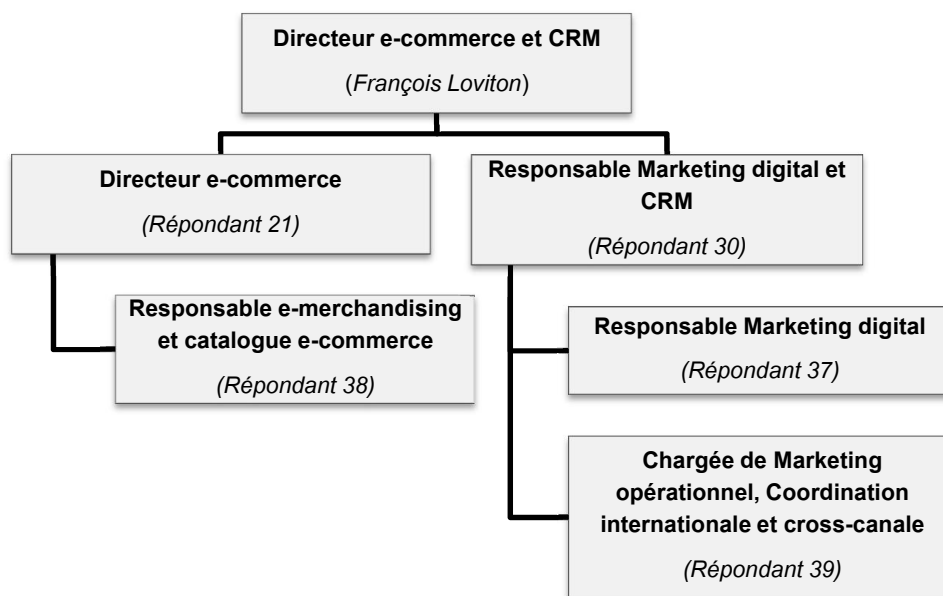 Directeur e-commerce et CRM
(François Loviton)
Directeur e-commerce
(Répondant 21)
Responsable Marketing digital et
CRM
(Répondant 30)
Responsable e-merchandising
et catalogue e-commerce
(Répondant 38)
Responsable Marketing digital
(Répondant 37)
Chargée de Marketing
opérationnel, Coordination
internationale et cross-canale
(Répondant 39)